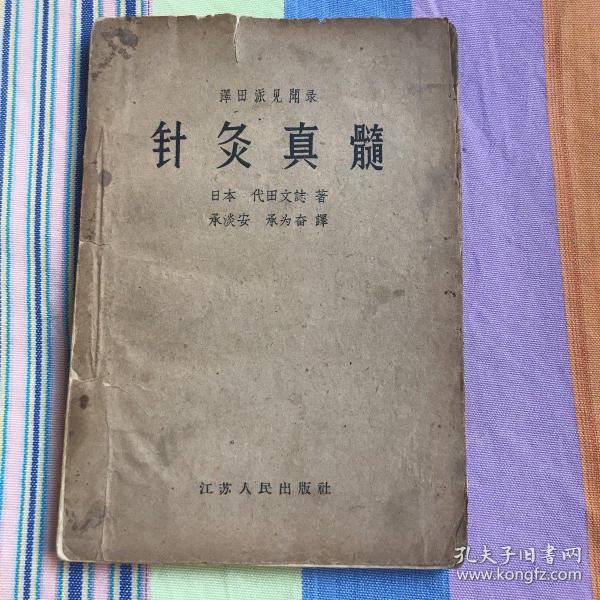 澤田派见聞录
针灸真髓
日本 代田文誌 著
承淡安 承为奋 譯
江苏人民出版社
孔夫子旧书网
www.kongfz.com